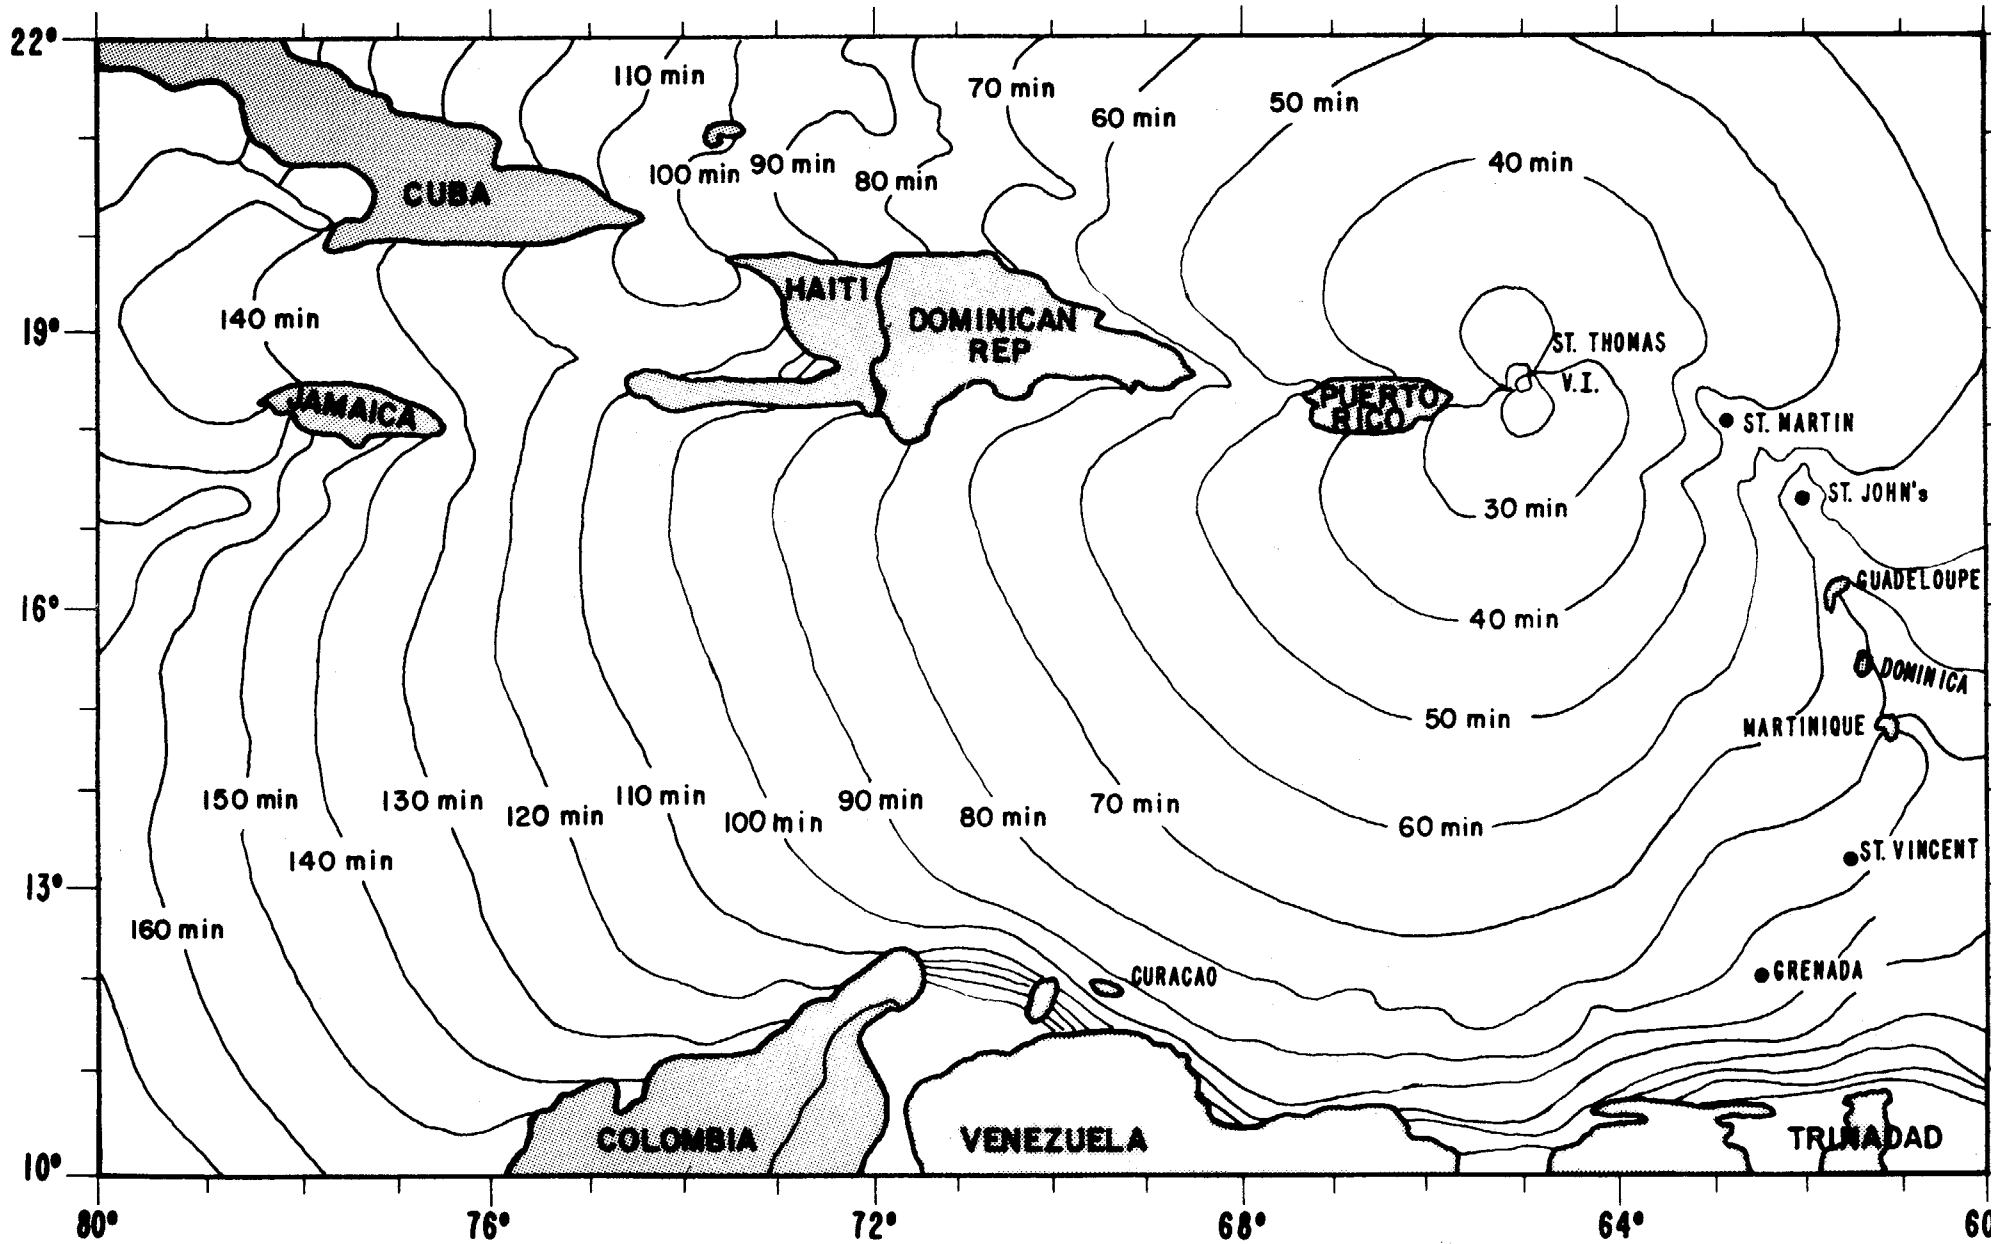 22°
110 min
70 min
50 min
60 min
40 min
100 min
90 min
80 min
CUBA
HAITI
140 min
19°
DOMINICAN
REP
ST. THOMAS
V.I.
JAMAICA
PUERTO
RICO
ST. MARTIN
ST. JOHN's
30 min
16°
GUADELOUPE
40 min
DOMINICA
50 min
MARTINIQUE
150 min
130 min
120 min
110 min
100 min
90 min
80 min
70 min
60 min
140 min
ST. VINCENT
13°
160 min
CURACAO
GRENADA
COLOMBIA
VENEZUELA
TRINADAD
10°
80°
76°
72°
68°
64°
60